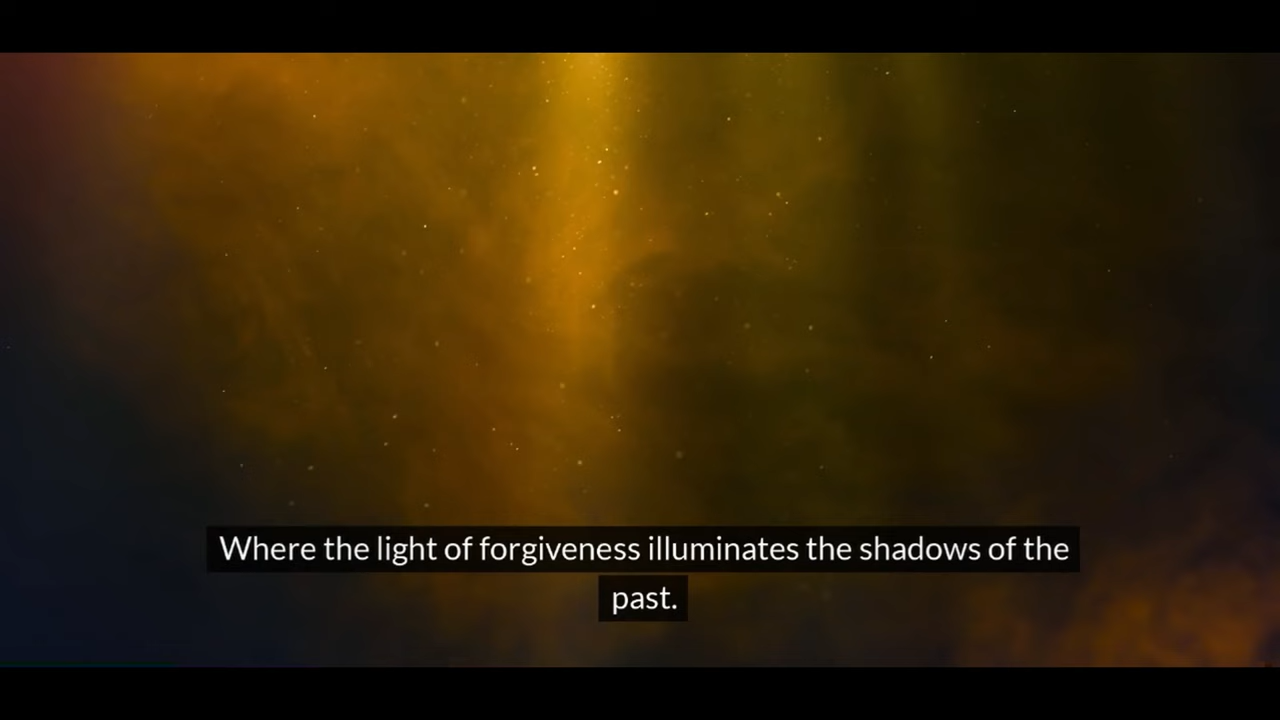 Where the light of forgiveness illuminates the shadows of the
past.